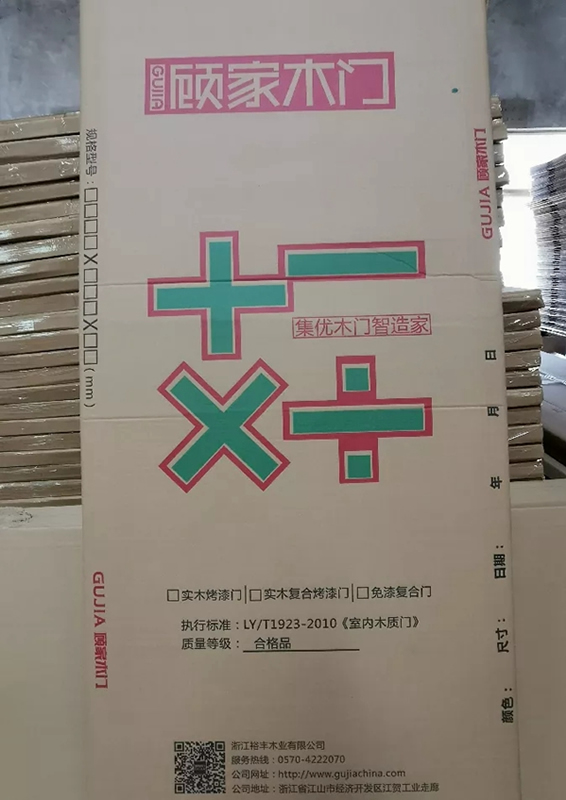 GUJIA 顾家木门
GUJIA 顾家木门
规格型号：□□□□X□□□X□□(mm)
集优木门智造家
日期： 年 月 日
尺寸：
颜色：
GUJIA 顾家木门
□实木烤漆门|□实木复合烤漆门|□免漆复合门
执行标准：LY/T1923-2010《室内木质门》
质量等级： 合格品
浙江裕丰木业有限公司
服务热线：0570-4222070
公司网址：http://www.gujiachina.com
公司地址：浙江省江山市经济开发区江贺工业走廊